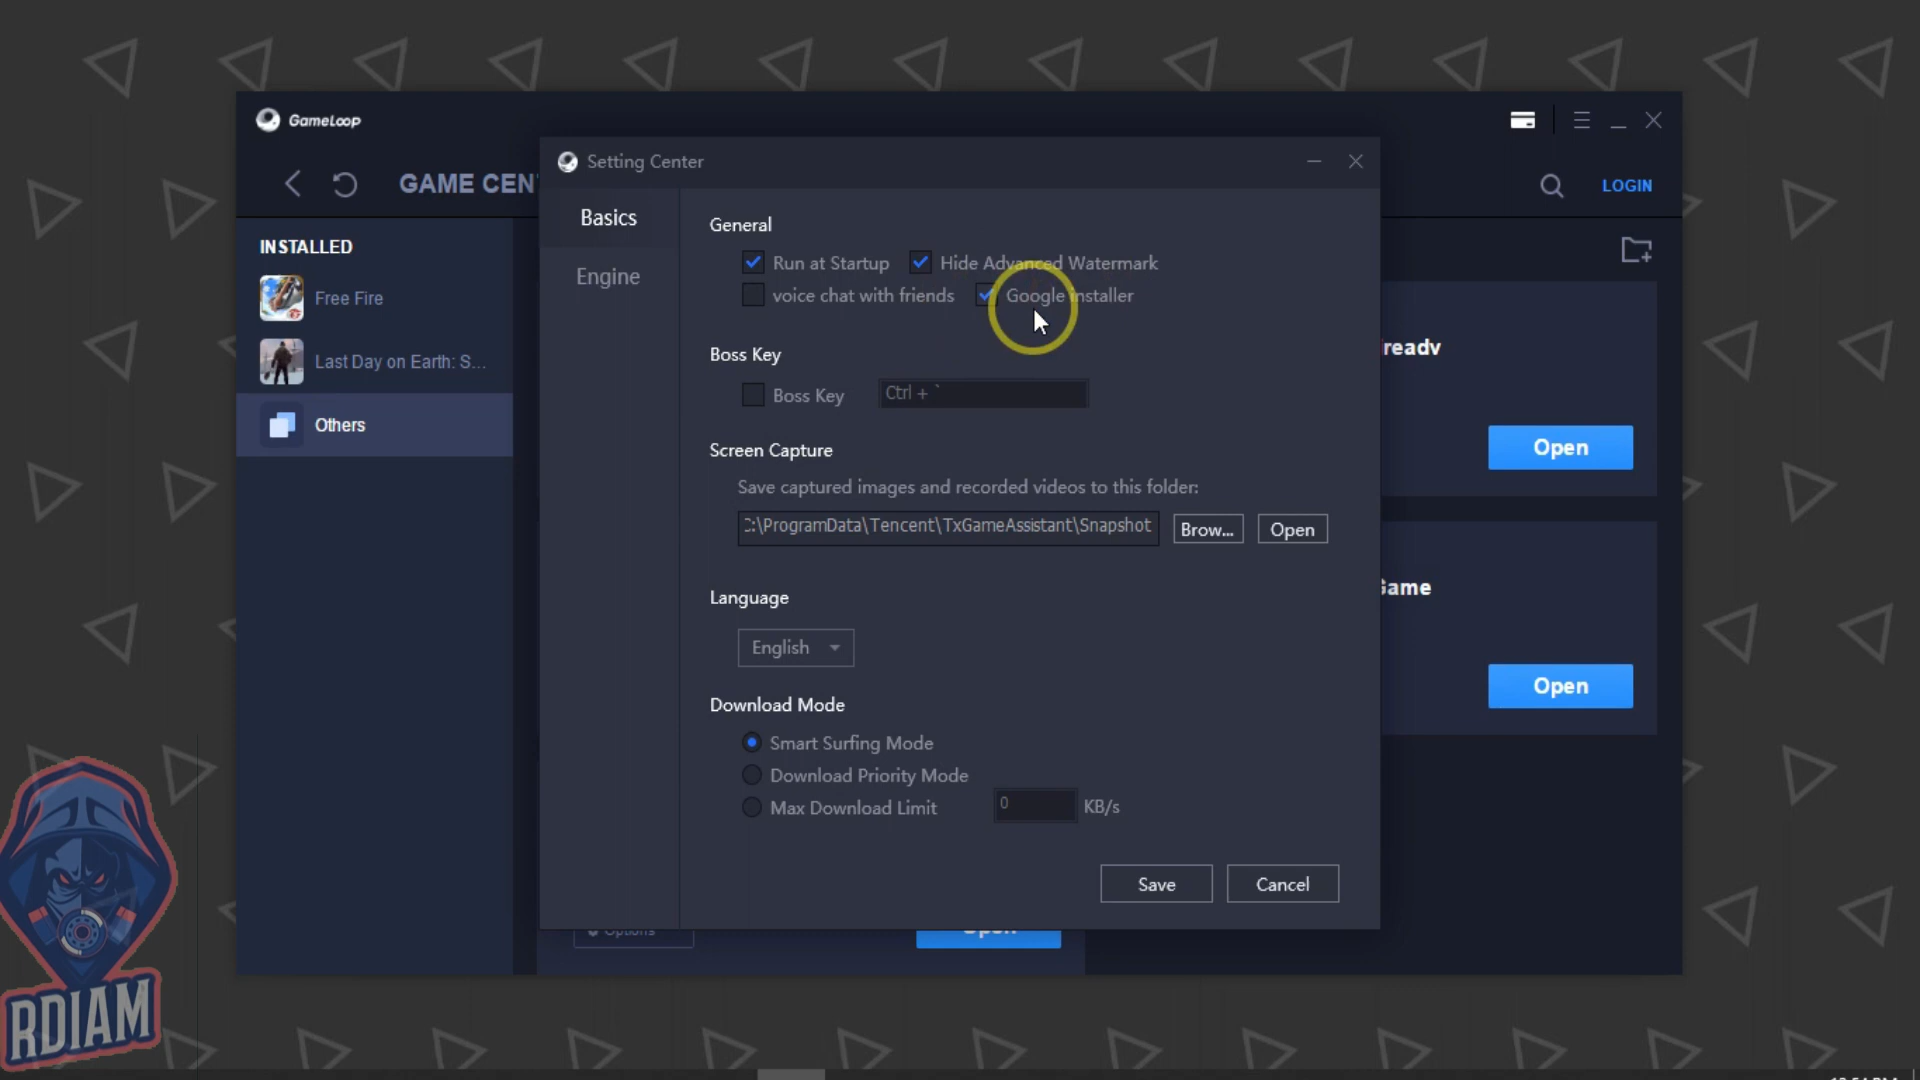 GameLoop
Setting Center
GAME CEN
LOGIN
INSTALLED
Free Fire
Last Day on Earth: S...
Others
Basics
Engine
General
Run at Startup
Hide Advanced Watermark
voice chat with friends
Google installer
Boss Key
Boss Key
Ctrl + `
Screen Capture
Save captured images and recorded videos to this folder:
:\ProgramData\Tencent\TxGameAssistant\Snapshot
Brow...
Open
Language
English
Download Mode
Smart Surfing Mode
Download Priority Mode
Max Download Limit
0
KB/s
Save
Cancel
Open
Game
Open
Options
Open
RDIAM